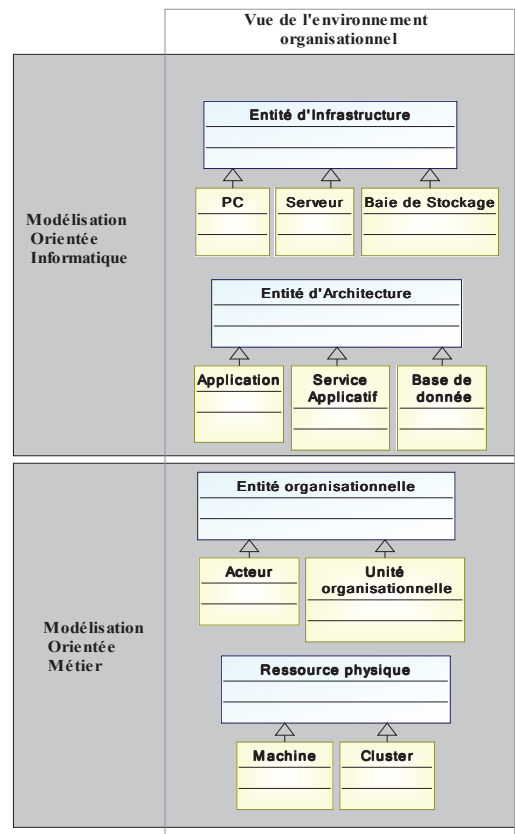 Vue de l'environnement
organisationnel
Modélisation
Orientée
Informatique
Entité d'Infrastructure
PC
Serveur
Baie de Stockage
Entité d'Architecture
Application
Service
Applicatif
Base de
donnée
Modélisation
Orientée
Métier
Entité organisationnelle
Acteur
Unité
organisationnelle
Ressource physique
Machine
Cluster